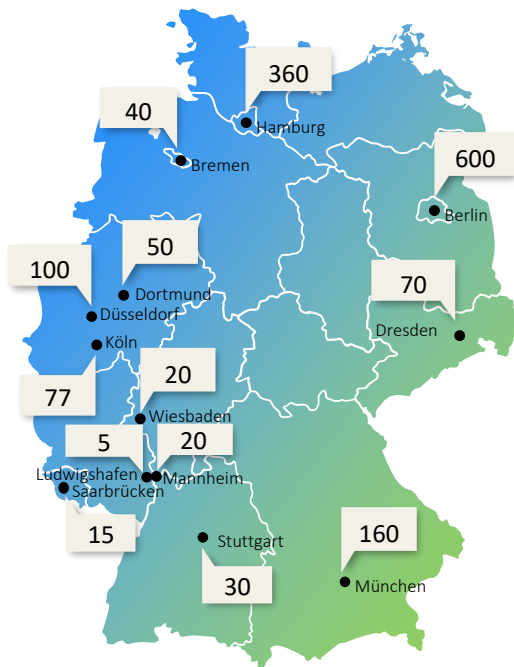 360
40
Hamburg
Bremen
600
Berlin
50
100
Dortmund
Düsseldorf
70
Dresden
Köln
77
20
Wiesbaden
5
20
Ludwigshafen
Mannheim
Saarbrücken
15
Stuttgart
30
160
München